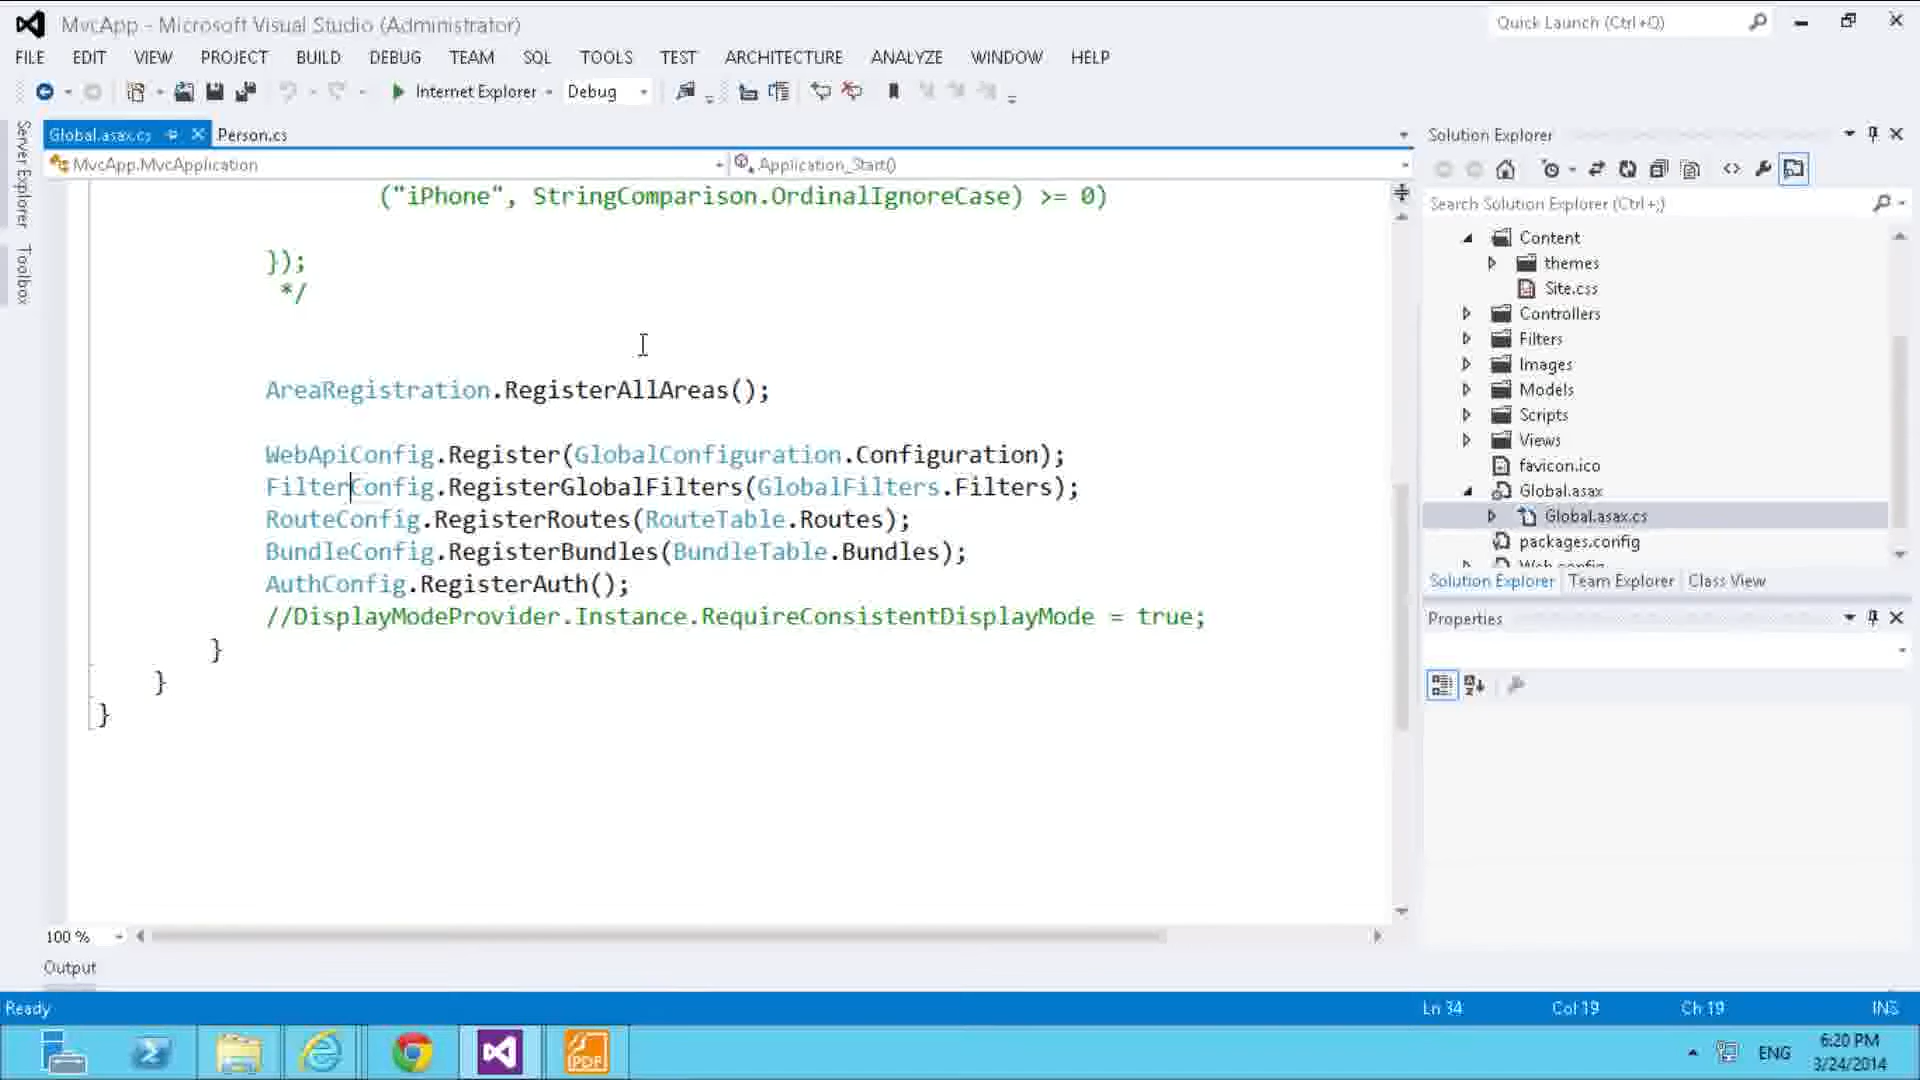 MvcApp - Microsoft Visual Studio (Administrator)
Quick Launch (Ctrl+Q)
FILE EDIT VIEW PROJECT BUILD DEBUG TEAM SQL TOOLS TEST ARCHITECTURE ANALYZE WINDOW HELP
Internet Explorer Debug
Server Explorer
Toolbox
Global.asax.cs Person.cs
MvcApp.MvcApplication Application_Start()
("iPhone", StringComparison.OrdinalIgnoreCase) >= 0)
});
*/
AreaRegistration.RegisterAllAreas();
WebApiConfig.Register(GlobalConfiguration.Configuration);
FilterConfig.RegisterGlobalFilters(GlobalFilters.Filters);
RouteConfig.RegisterRoutes(RouteTable.Routes);
BundleConfig.RegisterBundles(BundleTable.Bundles);
AuthConfig.RegisterAuth();
//DisplayModeProvider.Instance.RequireConsistentDisplayMode = true;
}
}
}
100 %
Output
Solution Explorer
Search Solution Explorer (Ctrl+;)
Content
themes
Site.css
Controllers
Filters
Images
Models
Scripts
Views
favicon.ico
Global.asax
Global.asax.cs
packages.config
Web.config
Solution Explorer Team Explorer Class View
Properties
Ready Ln 34 Col 19 Ch 19 INS
PDF
ENG
6:20 PM
3/24/2014